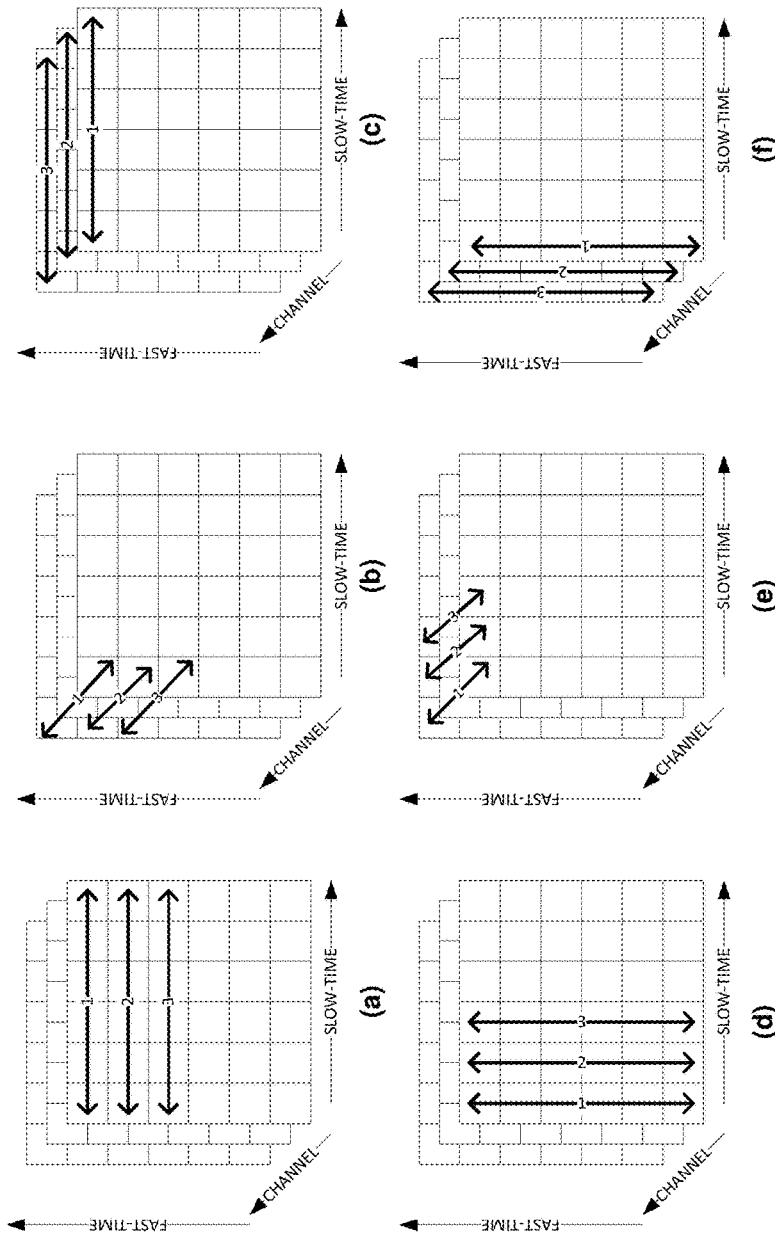 FAST-TIME
1
2
3
CHANNEL
SLOW-TIME
(a)
FAST-TIME
1
2
3
CHANNEL
SLOW-TIME
(b)
FAST-TIME
3
2
1
CHANNEL
SLOW-TIME
(c)
FAST-TIME
1
2
3
CHANNEL
SLOW-TIME
(d)
FAST-TIME
1
2
3
CHANNEL
SLOW-TIME
(e)
FAST-TIME
3
2
1
CHANNEL
SLOW-TIME
(f)